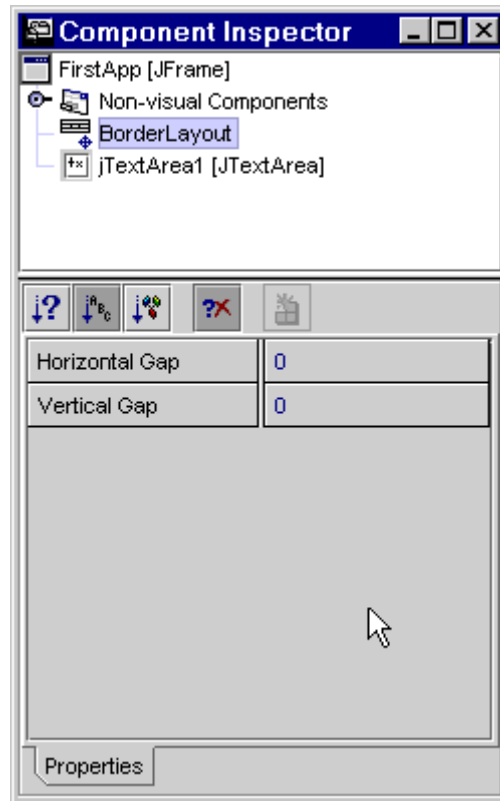 Component Inspector
FirstApp [JFrame]
Non-visual Components
BorderLayout
jTextArea1 [JTextArea]
Horizontal Gap 0
Vertical Gap 0
Properties